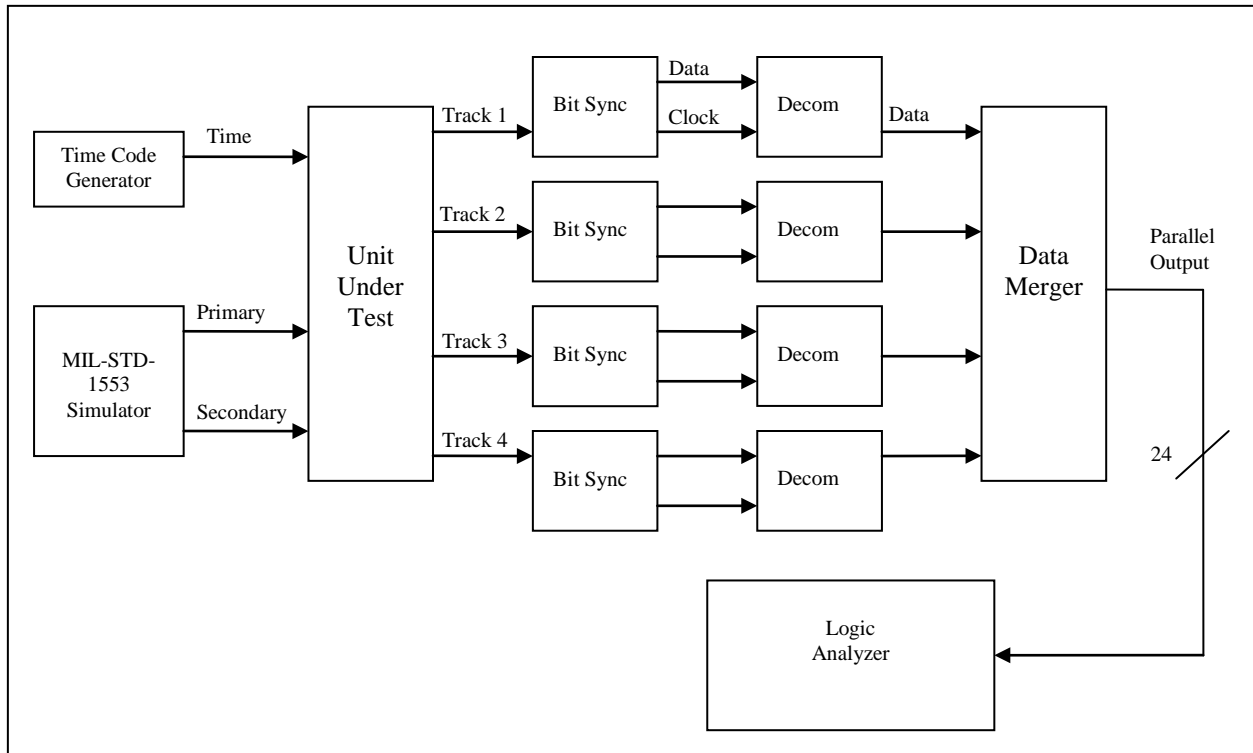 Time Code
Generator
Time
MIL-STD-
1553
Simulator
Primary
Secondary
Unit
Under
Test
Track 1
Track 2
Track 3
Track 4
Bit Sync
Data
Clock
Decom
Data
Bit Sync
Decom
Bit Sync
Decom
Bit Sync
Decom
Data
Merger
Parallel
Output
24
Logic
Analyzer